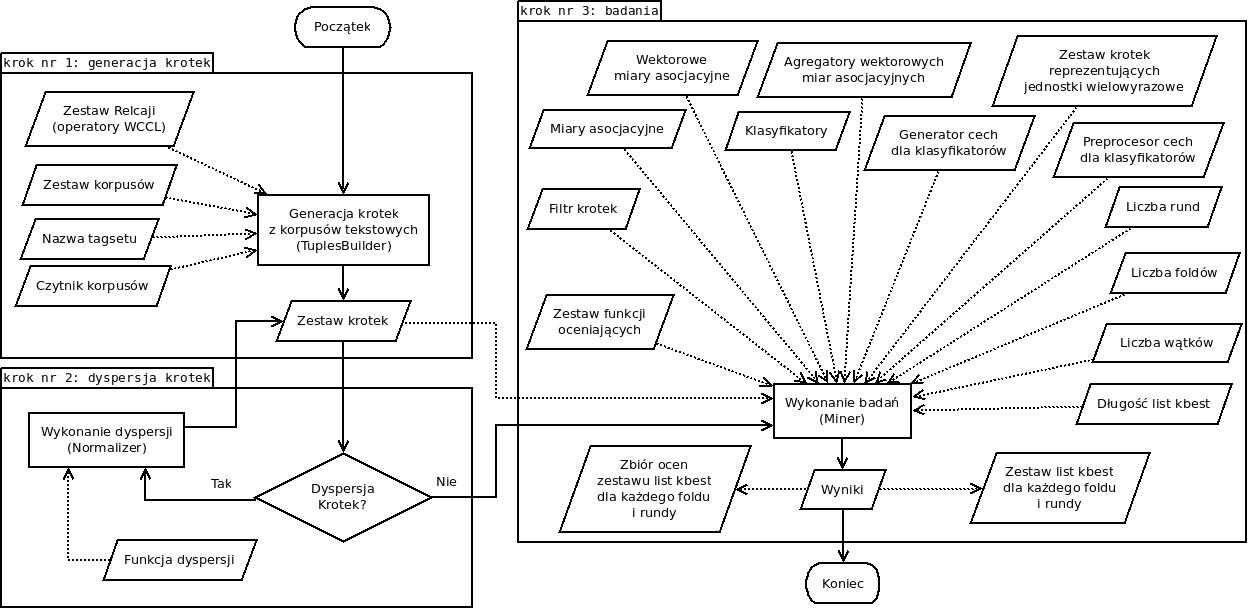 Początek
krok nr 1: generacja krotek
Zestaw Relcaji
(operatory WCCL)
Zestaw korpusów
Nazwa tagsetu
Czytnik korpusów
Generacja krotek
z korpusów tekstowych
(TuplesBuilder)
Zestaw krotek
krok nr 2: dyspersja krotek
Wykonanie dyspersji
(Normalizer)
Tak
Dyspersja
Krotek?
Nie
Funkcja dyspersji
krok nr 3: badania
Wektorowe
miary asocjacyjne
Agregatory wektorowych
miar asocjacyjnych
Zestaw krotek
reprezentujących
jednostki wielowyrazowe
Miary asocjacyjne
Klasyfikatory
Generator cech
dla klasyfikatorów
Preprocesor cech
dla klasyfikatorów
Filtr krotek
Liczba rund
Liczba foldów
Zestaw funkcji
oceniających
Liczba wątków
Długość list kbest
Wykonanie badań
(Miner)
Zbiór ocen
zestawu list kbest
dla każdego foldu
i rundy
Wyniki
Zestaw list kbest
dla każdego foldu
i rundy
Koniec